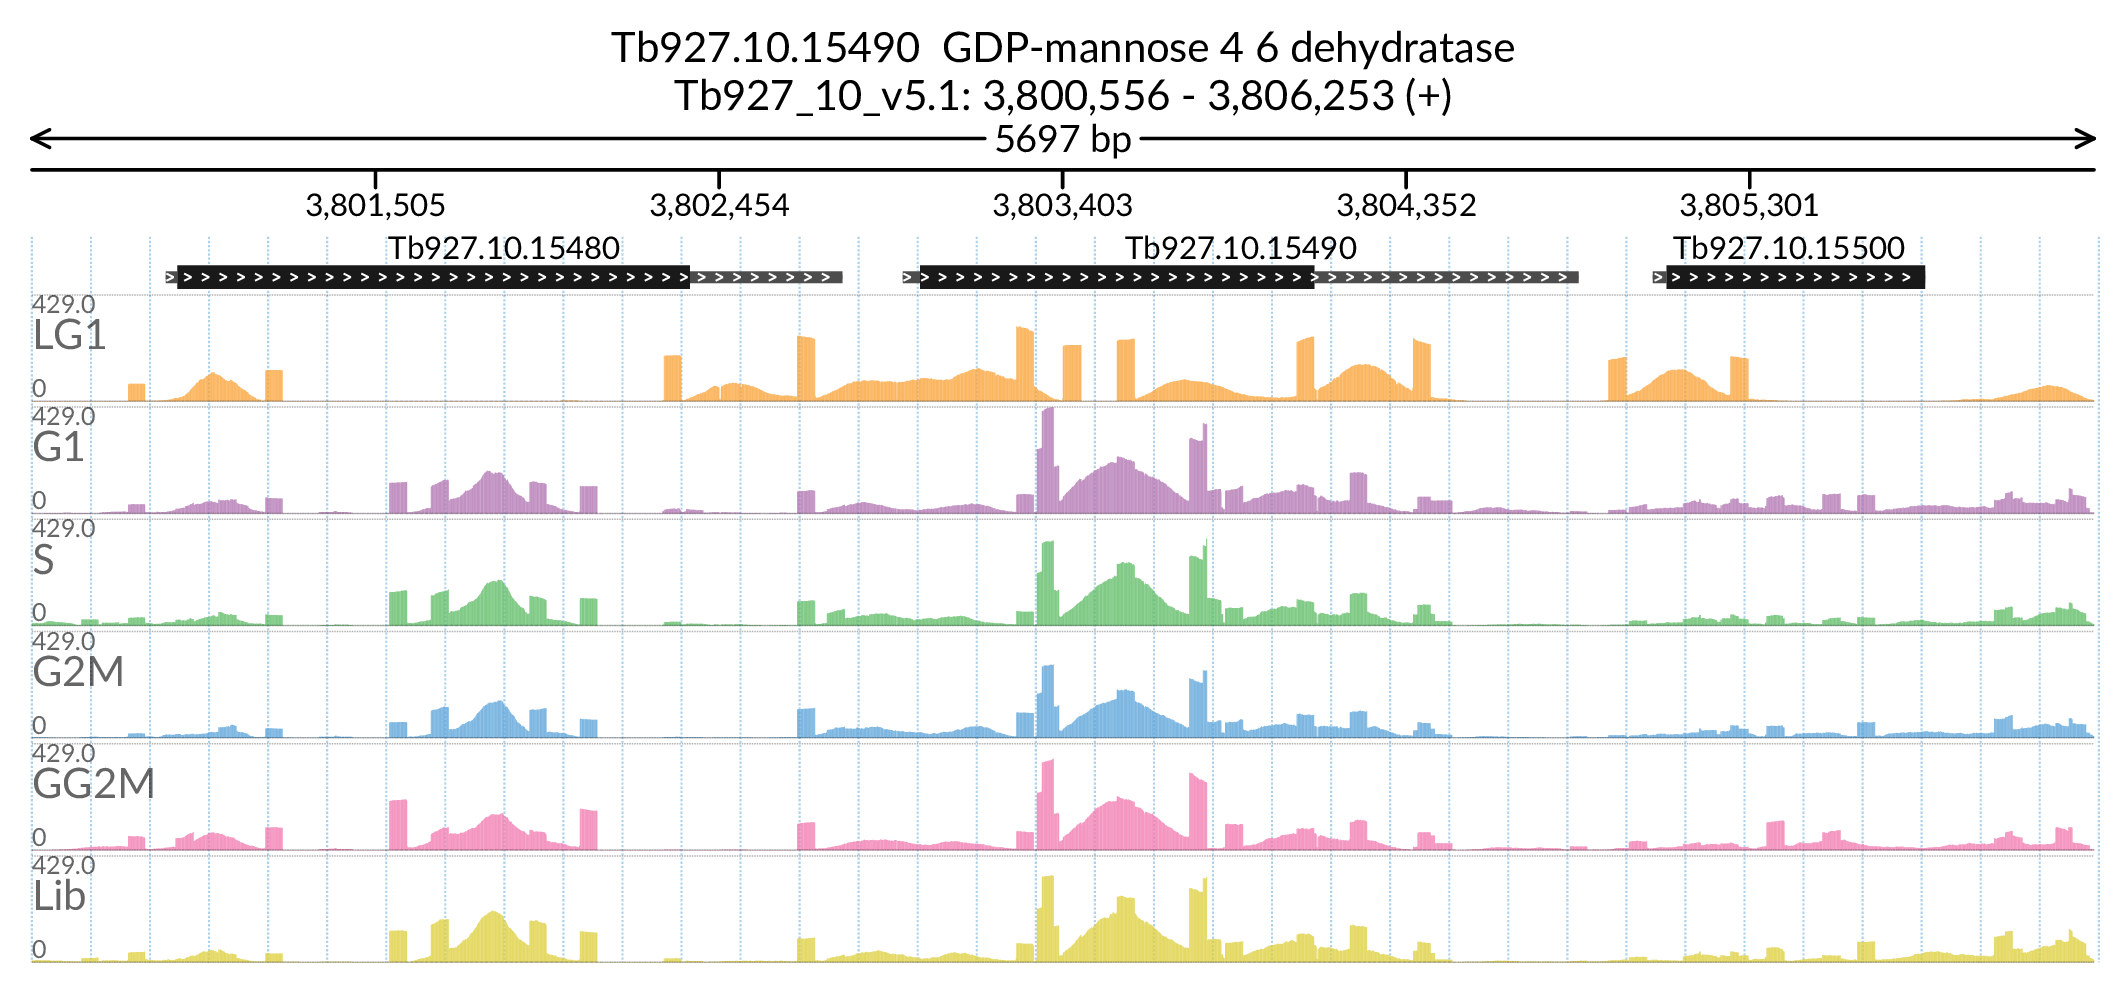 Tb927.10.15490 GDP-mannose 4 6 dehydratase
Tb927_10_v5.1: 3,800,556 - 3,806,253 (+)
5697 bp
3,801,505 3,802,454 3,803,403 3,804,352 3,805,301
Tb927.10.15480 Tb927.10.15490 Tb927.10.15500
429.0
LG1
0
429.0
G1
0
429.0
S
0
429.0
G2M
0
429.0
GG2M
0
429.0
Lib
0